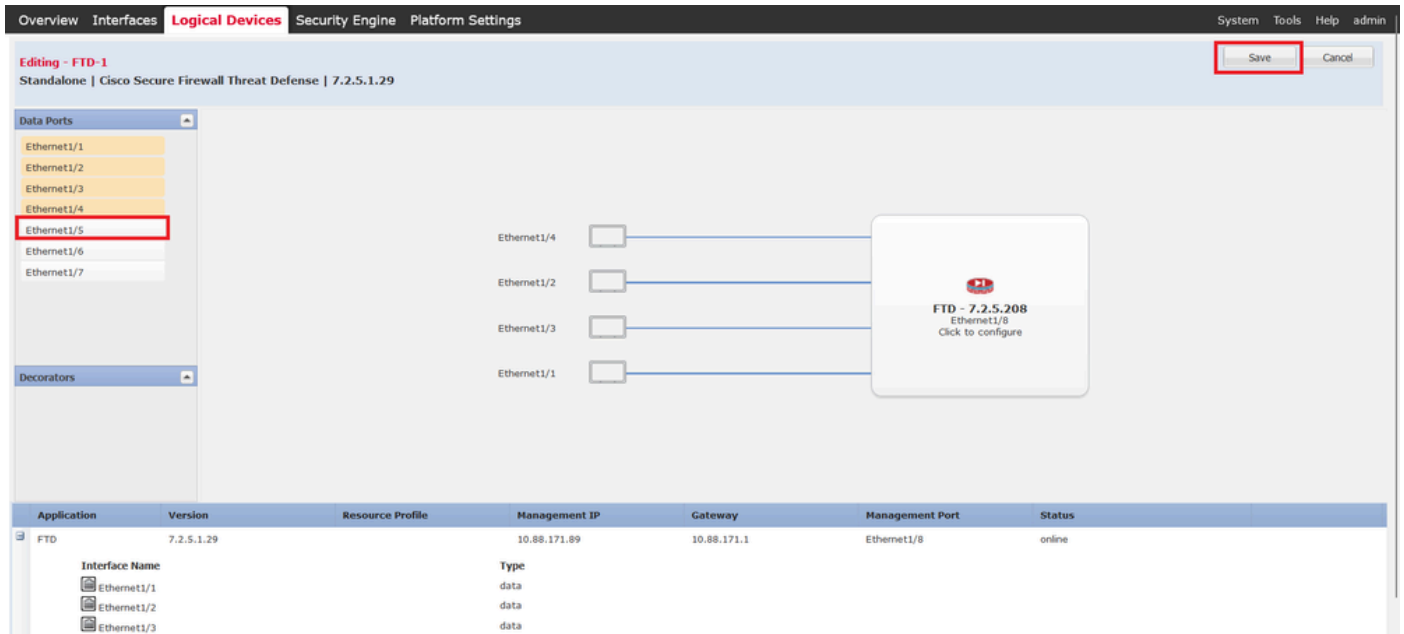 Overview Interfaces Logical Devices Security Engine Platform Settings System Tools Help admin
Editing - FTD-1
Standalone | Cisco Secure Firewall Threat Defense | 7.2.5.1.29
Save Cancel
Data Ports
Ethernet1/1
Ethernet1/2
Ethernet1/3
Ethernet1/4
Ethernet1/5
Ethernet1/6
Ethernet1/7
Decorators
Ethernet1/4
Ethernet1/2
Ethernet1/3
Ethernet1/1
FTD - 7.2.5.208
Ethernet1/8
Click to configure
Application Version Resource Profile Management IP Gateway Management Port Status
FTD 7.2.5.1.29 10.88.171.89 10.88.171.1 Ethernet1/8 online
Interface Name Type
Ethernet1/1 data
Ethernet1/2 data
Ethernet1/3 data